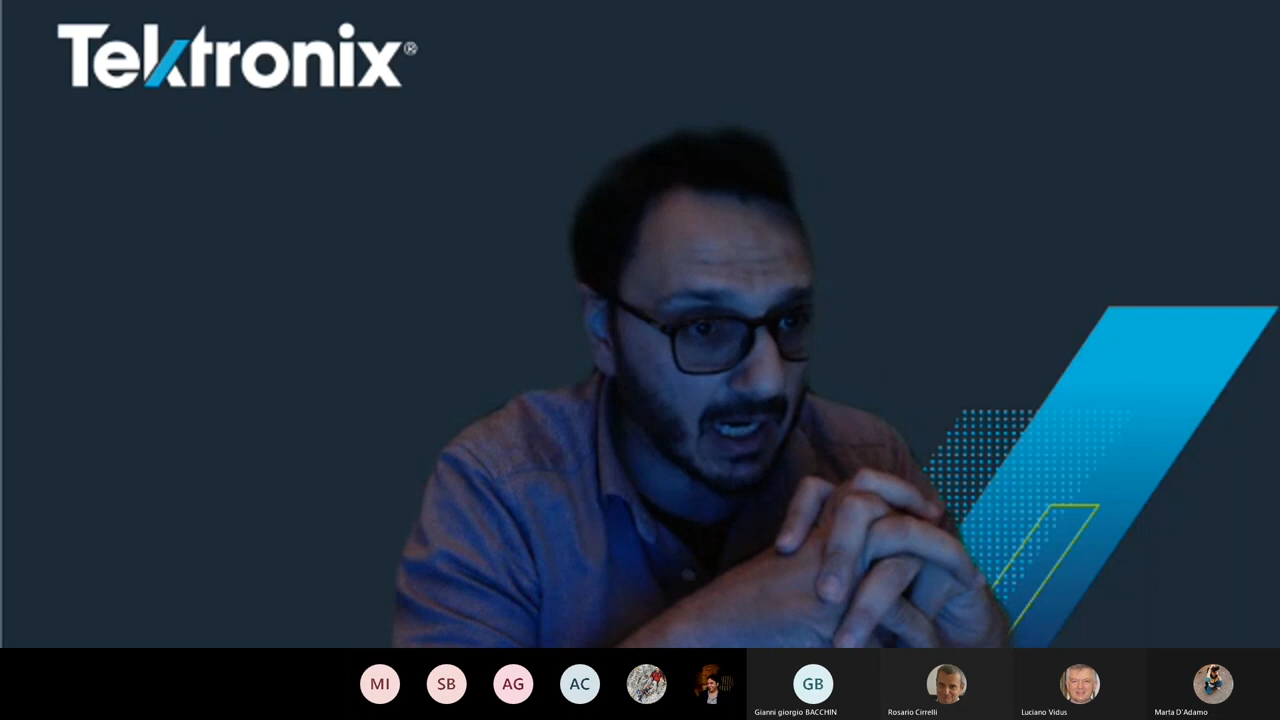 Tektronix®
MI
SB
AG
AC
GB
Gianni giorgio BACCHIN
Rosario Cirrelli
Luciano Vidus
Marta D'Adamo